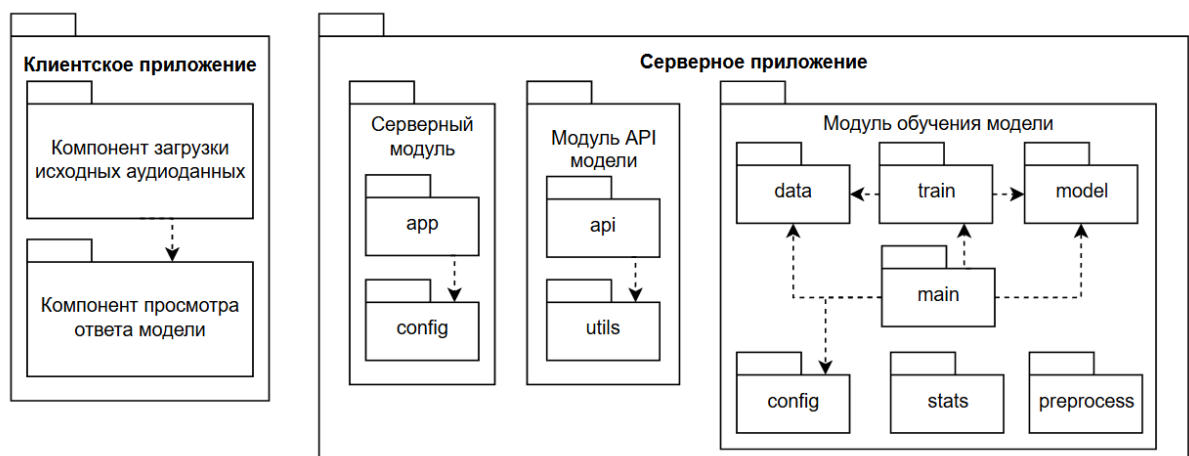 Клиентское приложение
Компонент загрузки
исходных аудиоданных
Компонент просмотра
ответа модели
Серверное приложение
Серверный
модуль
app
config
Модуль API
модели
api
utils
Модуль обучения модели
data
train
model
main
config
stats
preprocess